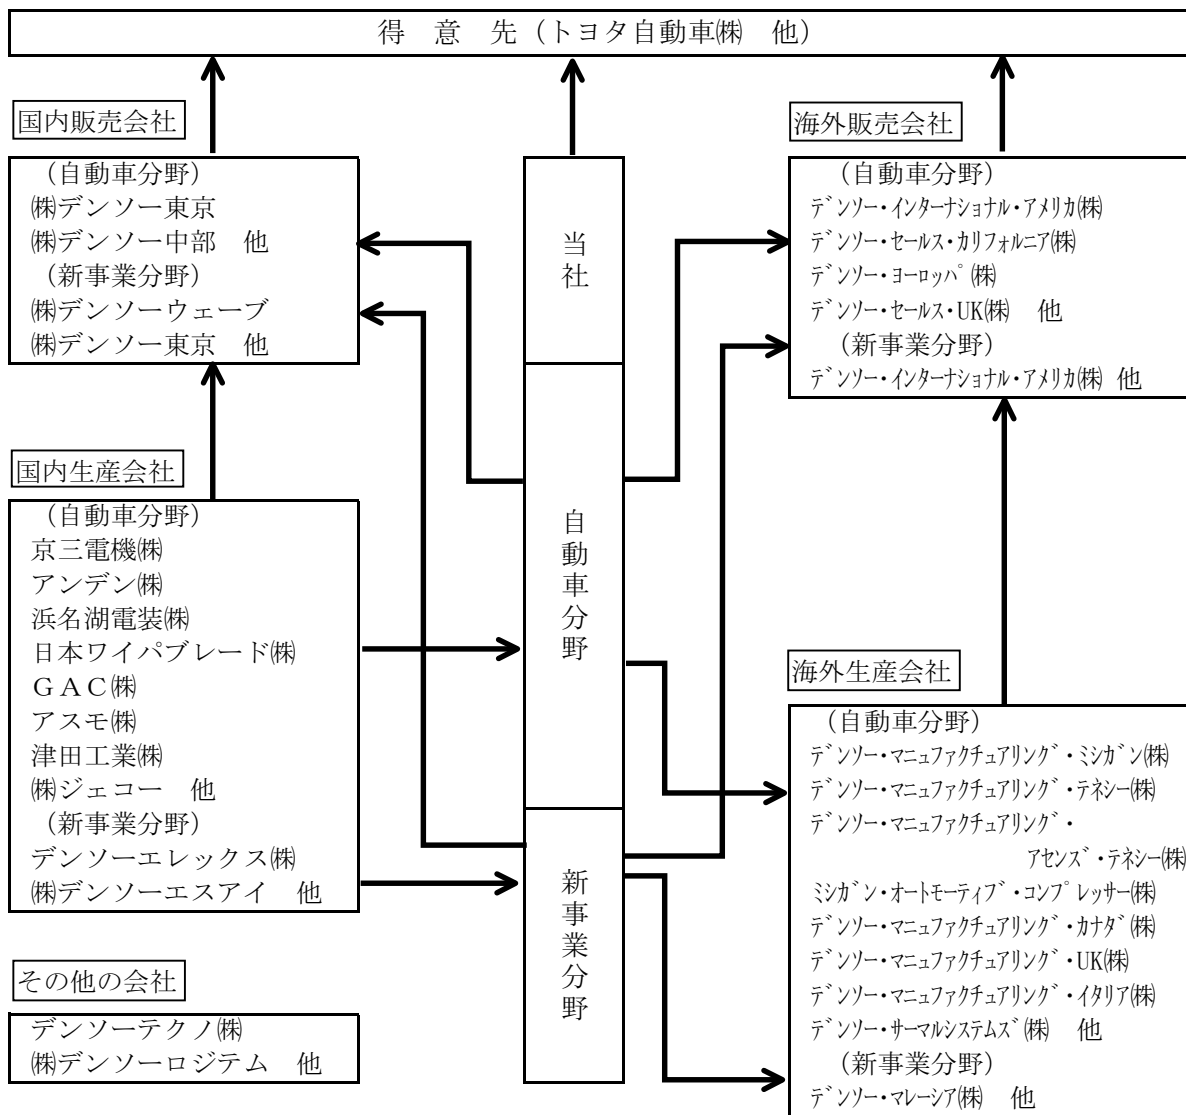 得 意 先（トヨタ自動車㈱ 他）
国内販売会社
（自動車分野）
㈱デンソー東京
㈱デンソー中部 他
（新事業分野）
㈱デンソーウェーブ
㈱デンソー東京 他
国内生産会社
（自動車分野）
京三電機㈱
アンデン㈱
浜名湖電装㈱
日本ワイパブレード㈱
ＧＡＣ㈱
アスモ㈱
津田工業㈱
㈱ジェコー 他
（新事業分野）
デンソーエレックス㈱
㈱デンソーエスアイ 他
その他の会社
デンソーテクノ㈱
㈱デンソーロジテム 他
当社
自動車分野
新事業分野
海外販売会社
（自動車分野）
ﾃﾞﾝｿｰ・ｲﾝﾀｰﾅｼｮﾅﾙ・ｱﾒﾘｶ㈱
ﾃﾞﾝｿｰ・ｾｰﾙｽ・ｶﾘﾌｫﾙﾆｱ㈱
ﾃﾞﾝｿｰ・ﾖｰﾛｯﾊﾟ㈱
ﾃﾞﾝｿｰ・ｾｰﾙｽ・UK㈱ 他
（新事業分野）
ﾃﾞﾝｿｰ・ｲﾝﾀｰﾅｼｮﾅﾙ・ｱﾒﾘｶ㈱ 他
海外生産会社
（自動車分野）
ﾃﾞﾝｿｰ・ﾏﾆｭﾌｧｸﾁｭｱﾘﾝｸﾞ・ﾐｼｶﾞﾝ㈱
ﾃﾞﾝｿｰ・ﾏﾆｭﾌｧｸﾁｭｱﾘﾝｸﾞ・ﾃﾈｼｰ㈱
ﾃﾞﾝｿｰ・ﾏﾆｭﾌｧｸﾁｭｱﾘﾝｸﾞ・
ｱｾﾝｽﾞ・ﾃﾈｼｰ㈱
ﾐｼｶﾞﾝ・ｵｰﾄﾓｰﾃｨﾌﾞ・ｺﾝﾌﾟﾚｯｻｰ㈱
ﾃﾞﾝｿｰ・ﾏﾆｭﾌｧｸﾁｭｱﾘﾝｸﾞ・ｶﾅﾀﾞ㈱
ﾃﾞﾝｿｰ・ﾏﾆｭﾌｧｸﾁｭｱﾘﾝｸﾞ・UK㈱
ﾃﾞﾝｿｰ・ﾏﾆｭﾌｧｸﾁｭｱﾘﾝｸﾞ・ｲﾀﾘｱ㈱
ﾃﾞﾝｿｰ・ｻｰﾏﾙｼｽﾃﾑｽﾞ㈱ 他
（新事業分野）
ﾃﾞﾝｿｰ・ﾏﾚｰｼｱ㈱ 他